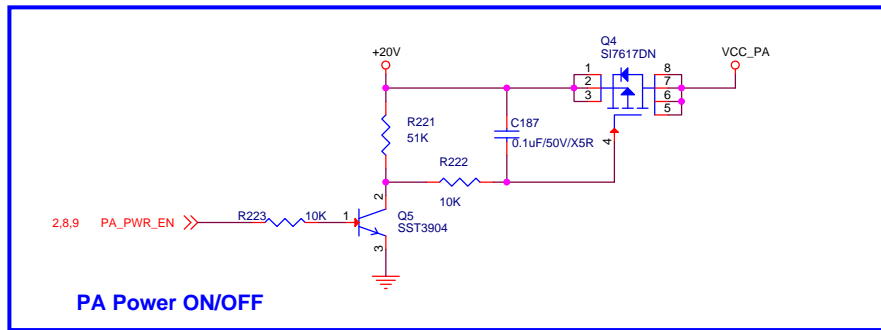 Q4
SI7617DN
+20V
VCC_PA
1
2
3
8
7
6
5
4
R221
51K
C187
0.1uF/50V/X5R
R222
10K
2
2,8,9 PA_PWR_EN
R223 10K
1
Q5
SST3904
3
PA Power ON/OFF